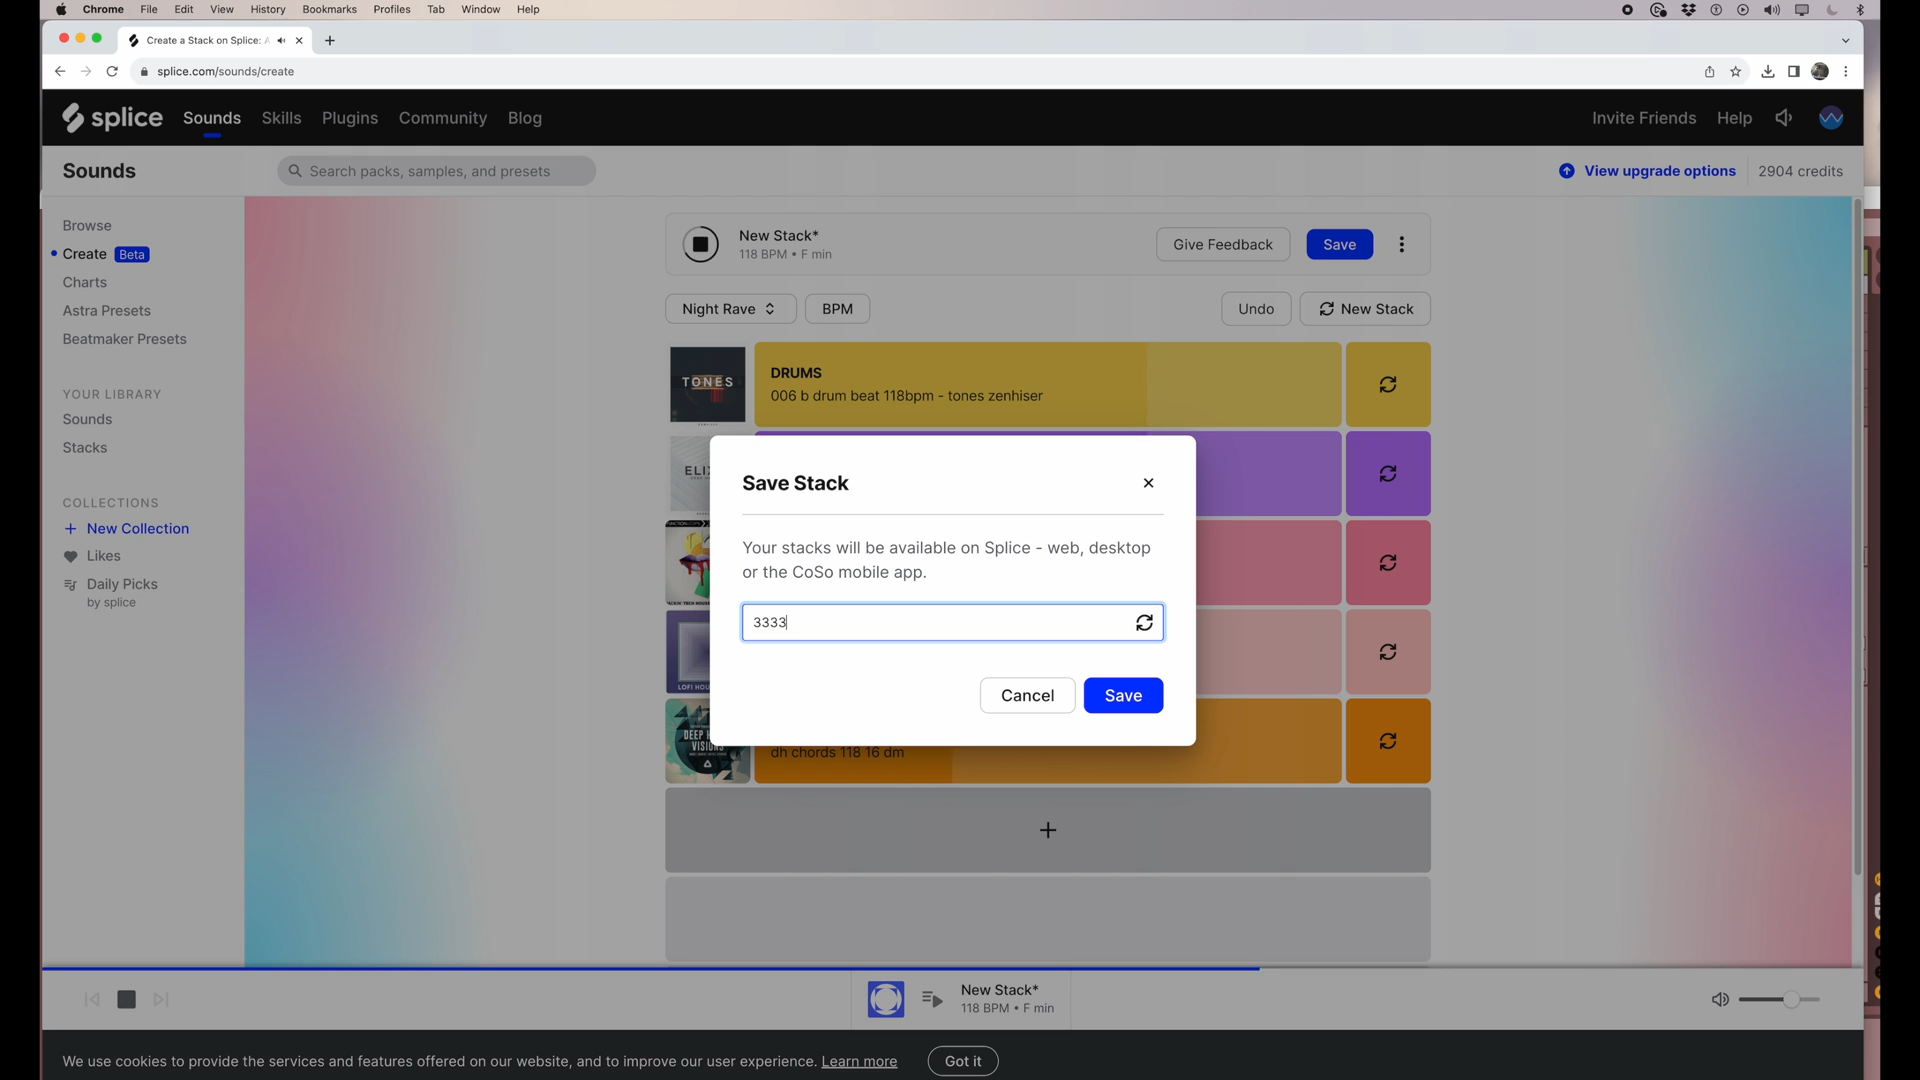 Chrome File Edit View History Bookmarks Profiles Tab Window Help
Create a Stack on Splice:
splice.com/sounds/create
splice Sounds Skills Plugins Community Blog Invite Friends Help
Sounds Search packs, samples, and presets View upgrade options 2904 credits
Browse
Create Beta
Charts
Astra Presets
Beatmaker Presets
YOUR LIBRARY
Sounds
Stacks
COLLECTIONS
New Collection
Likes
Daily Picks
by splice
New Stack*
118 BPM • F min
Give Feedback Save
Night Rave BPM Undo New Stack
TONES
DRUMS
006 b drum beat 118bpm - tones zenhiser
Save Stack
Your stacks will be available on Splice - web, desktop
or the CoSo mobile app.
3333
Cancel Save
dh chords 118 16 dm
New Stack*
118 BPM • F min
We use cookies to provide the services and features offered on our website, and to improve our user experience. Learn more Got it